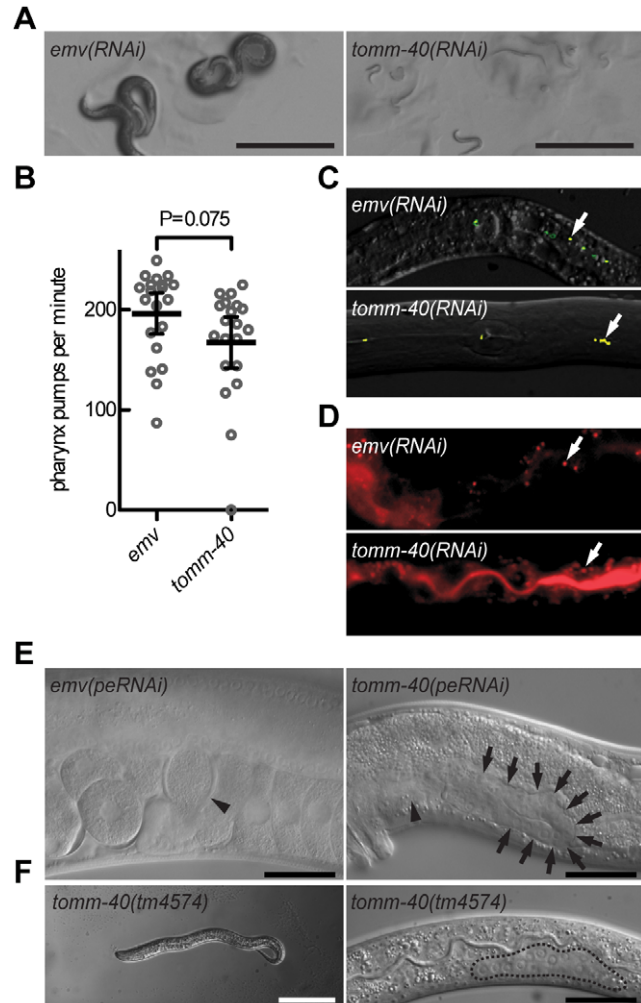 A
emv(RNAi)
tomm-40(RNAi)
B
P=0.075
pharynx pumps per minute
200
100
0
emv
tomm-40
C
emv(RNAi)
tomm-40(RNAi)
D
emv(RNAi)
tomm-40(RNAi)
E
emv(peRNAi)
tomm-40(peRNAi)
F
tomm-40(tm4574)
tomm-40(tm4574)